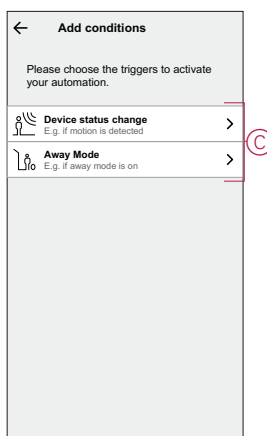 Add conditions
Please choose the triggers to activate
your automation.
Device status change
E.g. if motion is detected
Away Mode
E.g. if away mode is on
C